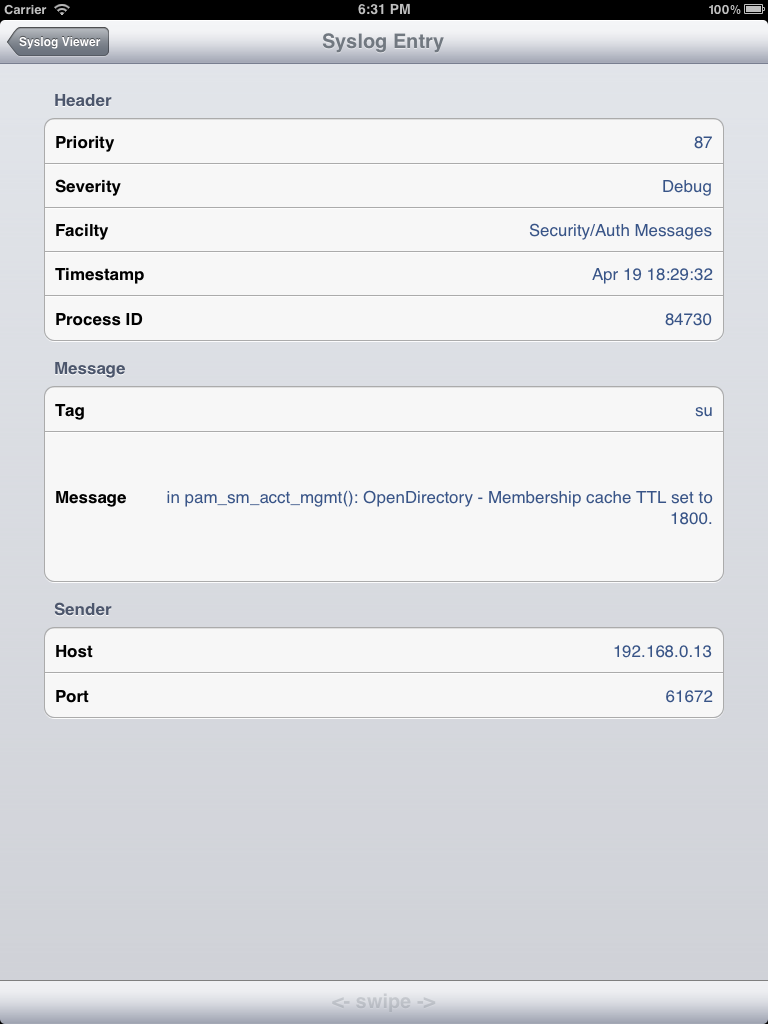 Carrier 6:31 PM 100%
Syslog Viewer Syslog Entry
Header
Priority 87
Severity Debug
Facilty Security/Auth Messages
Timestamp Apr 19 18:29:32
Process ID 84730
Message
Tag su
Message in pam_sm_acct_mgmt(): OpenDirectory - Membership cache TTL set to
1800.
Sender
Host 192.168.0.13
Port 61672
<- swipe ->